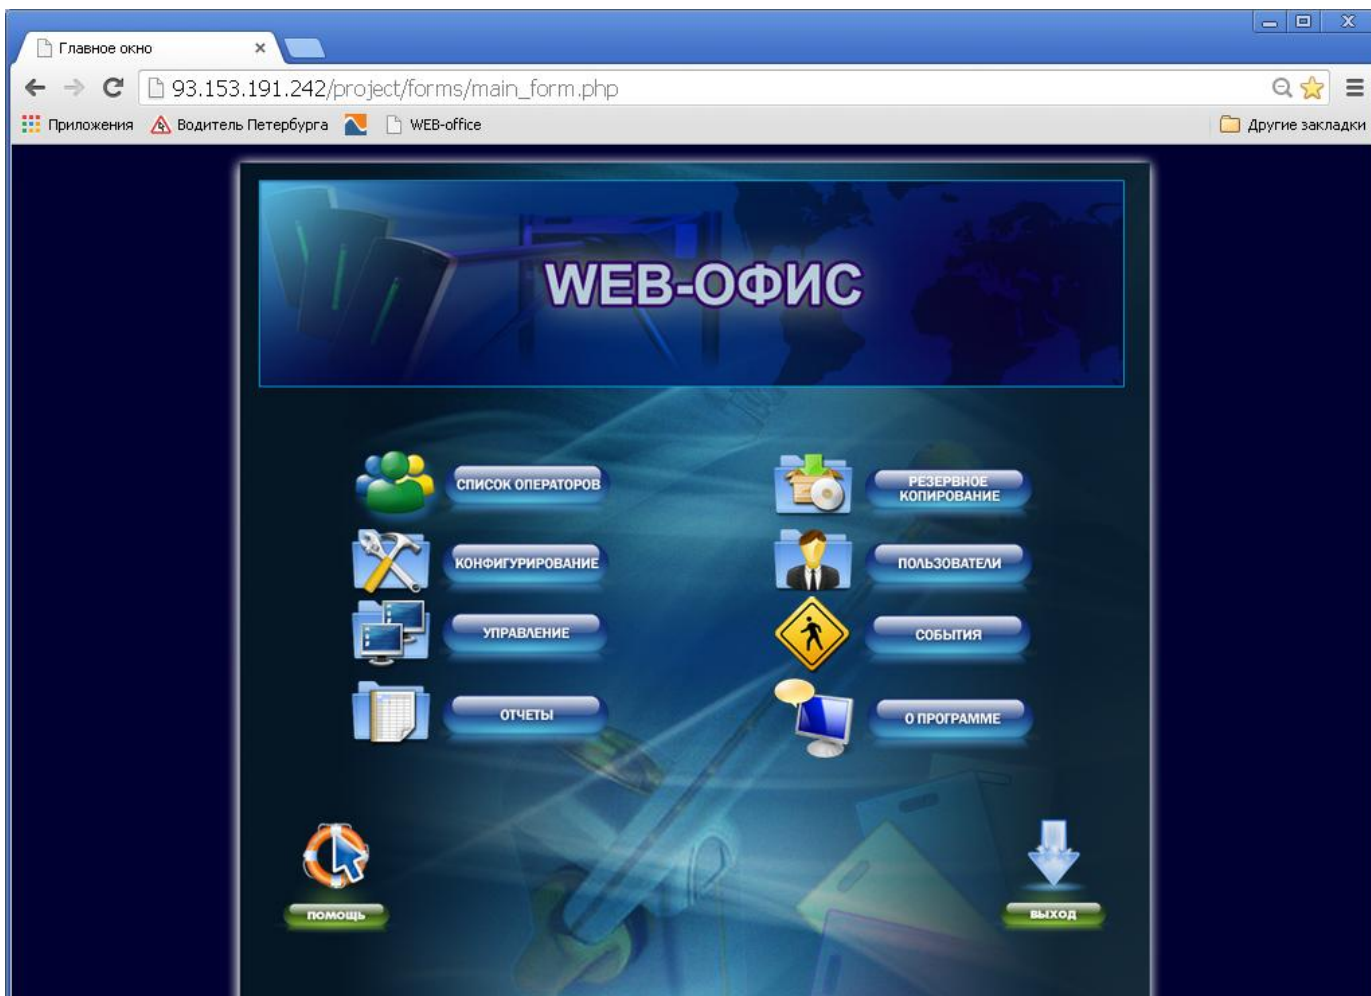 Главное окно
93.153.191.242/project/forms/main_form.php
Приложения Водитель Петербурга WEB-office Другие закладки
WEB-ОФИС
СПИСОК ОПЕРАТОРОВ
РЕЗЕРВНОЕ
КОПИРОВАНИЕ
КОНФИГУРИРОВАНИЕ
ПОЛЬЗОВАТЕЛИ
УПРАВЛЕНИЕ
СОБЫТИЯ
ОТЧЕТЫ
О ПРОГРАММЕ
ПОМОЩЬ
ВЫХОД